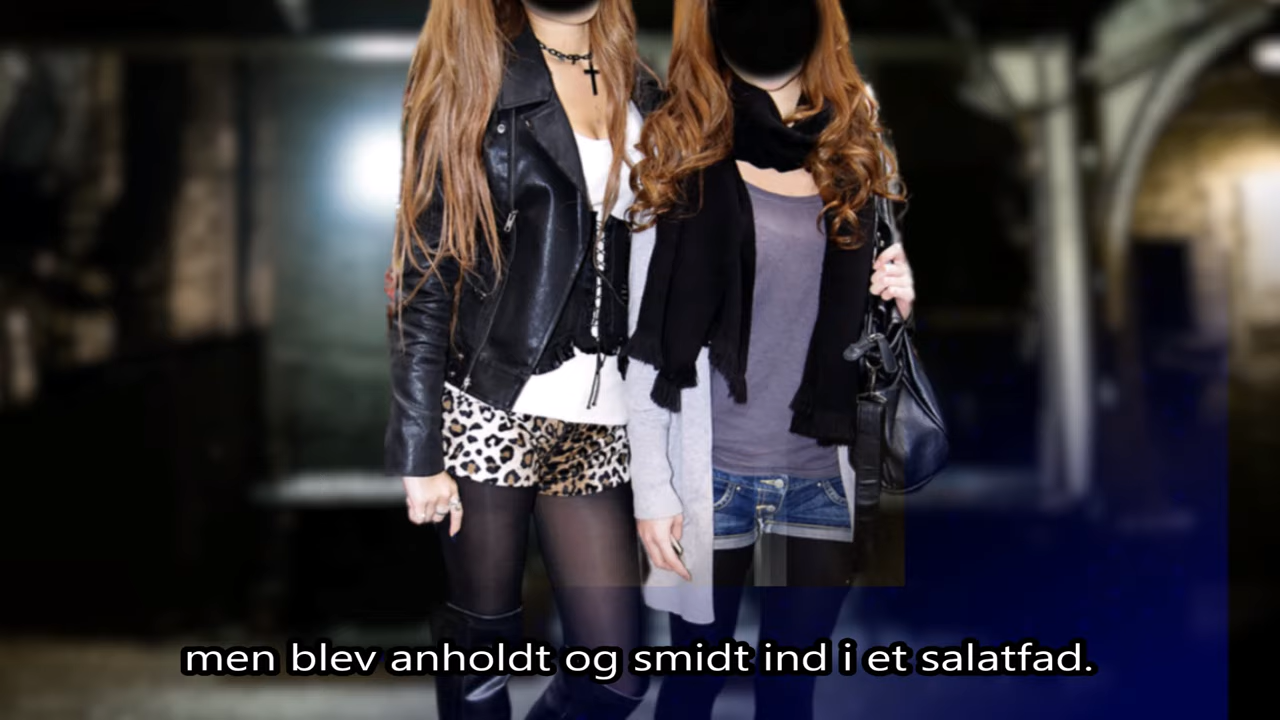 men blev anholdt og smidt ind i et salatfad.